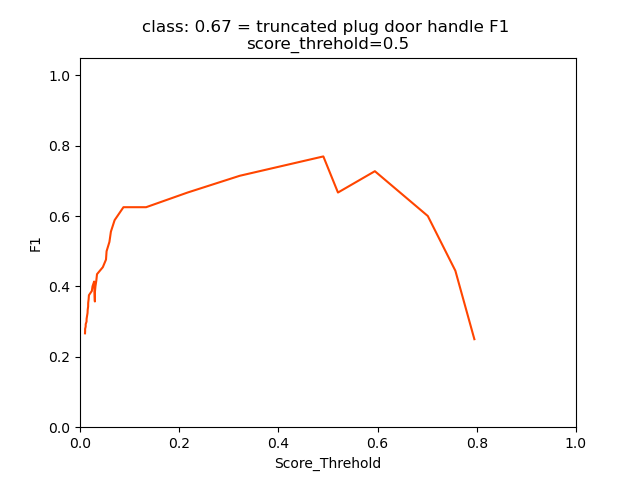 class: 0.67 = truncated plug door handle F1
score_threhold=0.5
1.0
0.8
0.6
0.4
0.2
0.0
F1
0.0 0.2 0.4 0.6 0.8 1.0
Score_Threhold